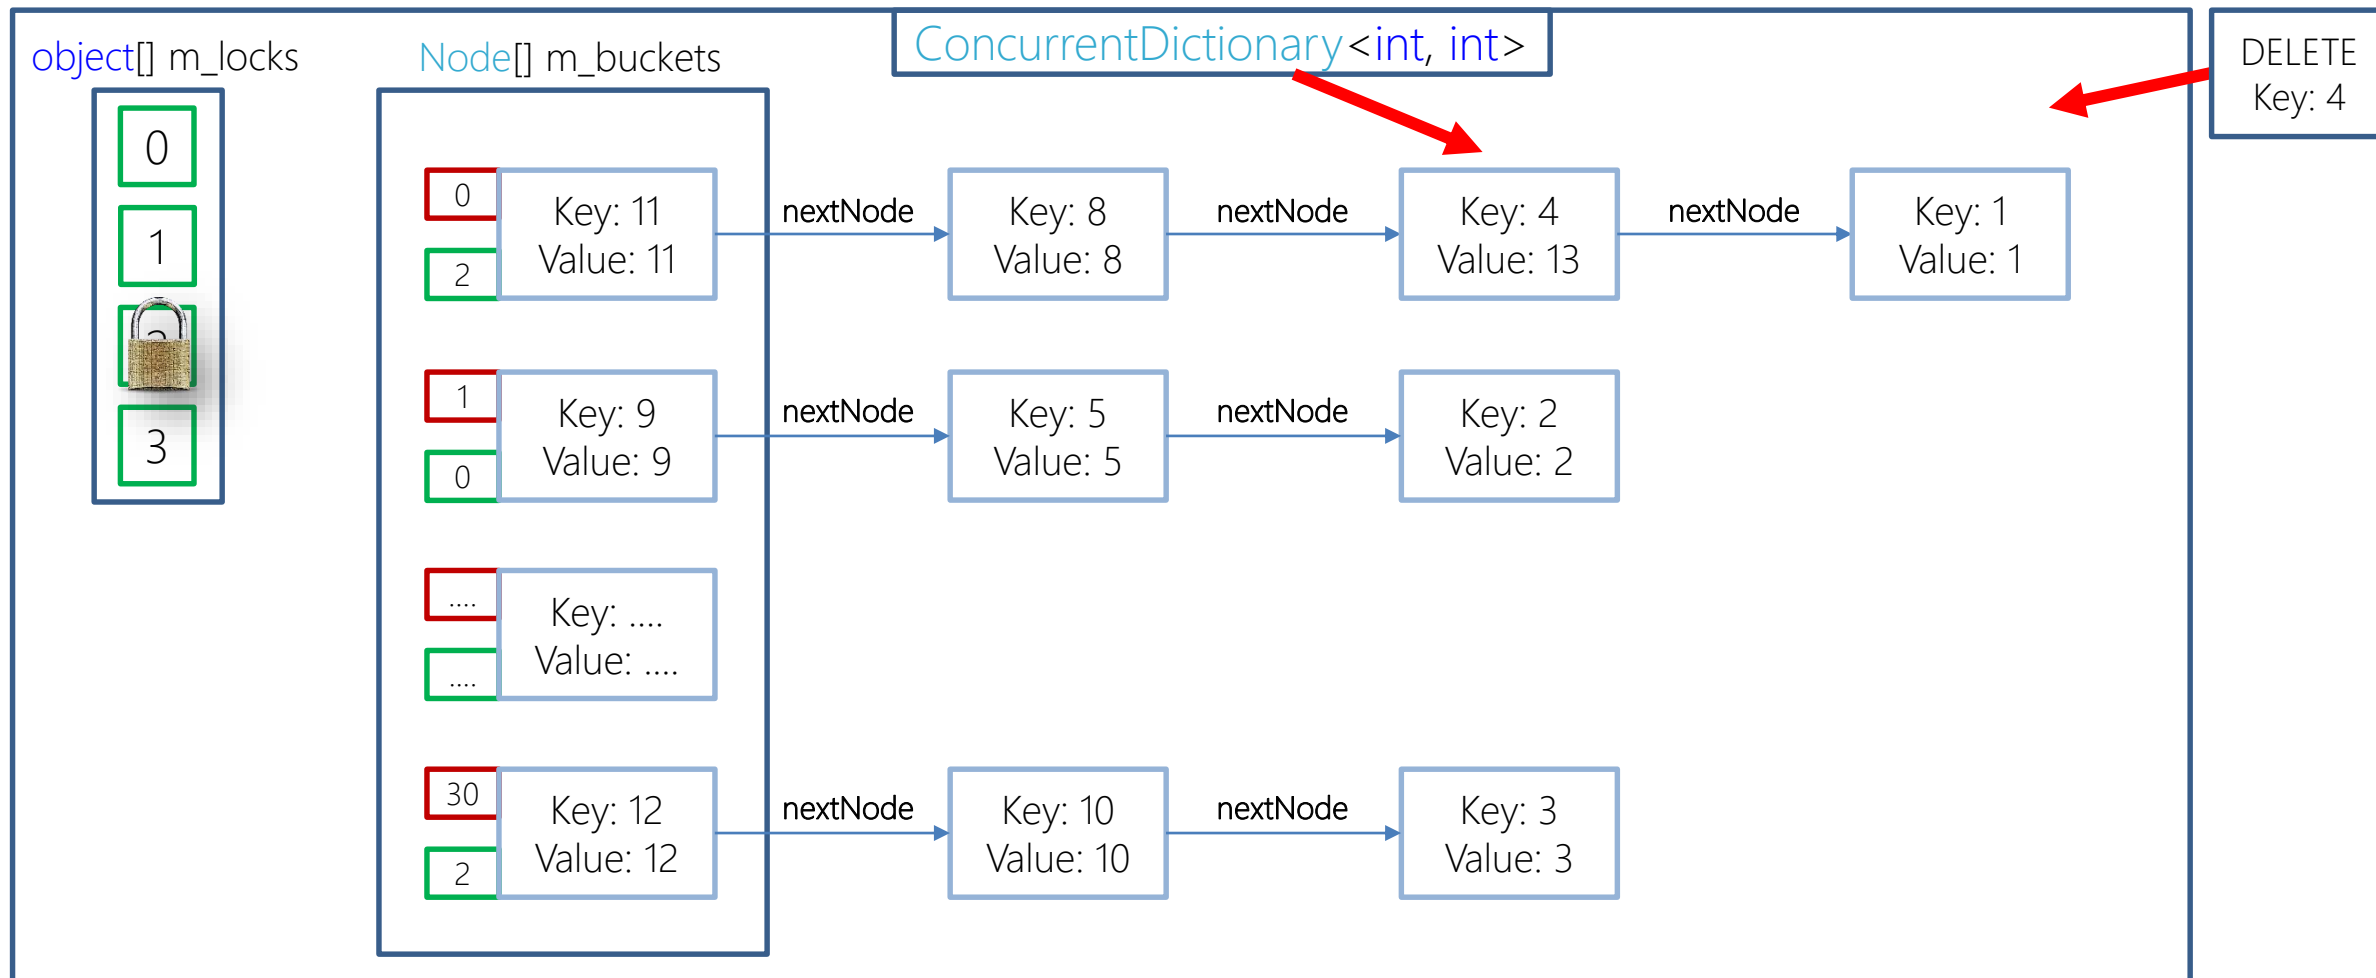 ConcurrentDictionary<int, int>
object[] m_locks
0
1
3
Node[] m_buckets
0
2
Key: 11
Value: 11
nextNode
Key: 8
Value: 8
nextNode
Key: 4
Value: 13
nextNode
Key: 1
Value: 1
1
0
Key: 9
Value: 9
nextNode
Key: 5
Value: 5
nextNode
Key: 2
Value: 2
....
....
Key: ....
Value: ....
30
2
Key: 12
Value: 12
nextNode
Key: 10
Value: 10
nextNode
Key: 3
Value: 3
DELETE
Key: 4